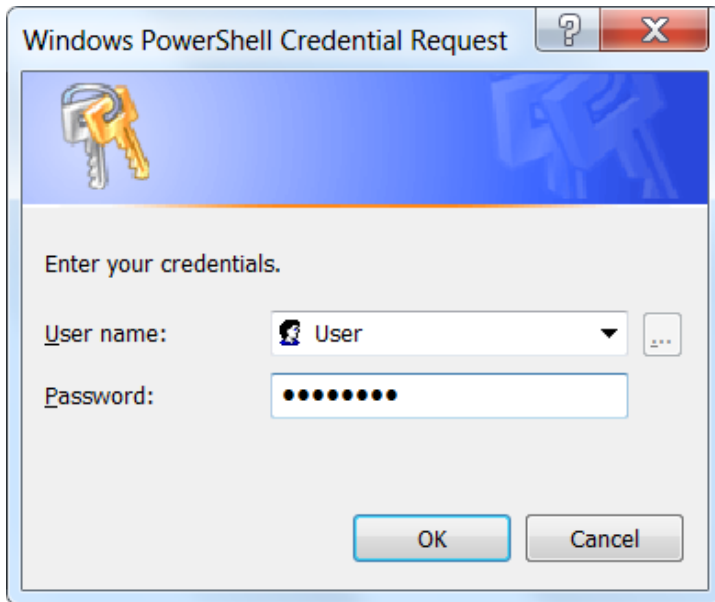 Windows PowerShell Credential Request
Enter your credentials.
User name: User ...
Password: ●●●●●●●●
OK Cancel